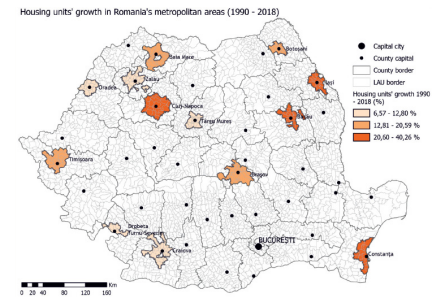 Housing units' growth in Romania's metropolitan areas (1990 - 2018)
Botoșani
Baia Mare
Zalău
Oradea
Iași
Cluj-Napoca
Târgu Mureș
Bacău
Timișoara
Brașov
Drobeta
Turnu Severin
Craiova
BUCUREȘTI
Constanța
Capital city
County capital
County border
LAU border
Housing units' growth 1990
- 2018 (%)
6,57 - 12,80 %
12,81 - 20,59 %
20,60 - 40,26 %
0 20 40 80 120 160 Km